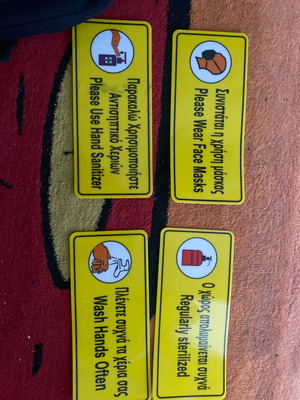 Παρακαλώ Χρησιμοποιήστε
Αντισηπτικό Χεριών
Please Use Hand Sanitizer
Συνιστάται η χρήση μάσκας
Please Wear Face Masks
Πλένετε συχνά τα χέρια σας
Wash Hands Often
Ο χώρος απολυμαίνεται συχνά
Regularly sterilized